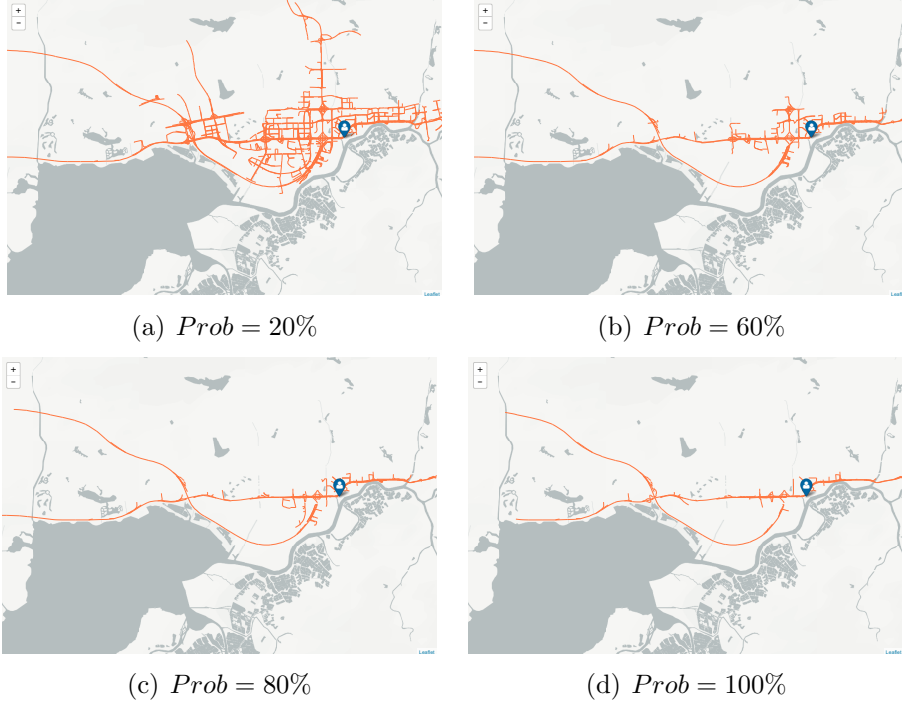 +
−
Leaflet
+
−
Leaflet
(a) Prob = 20%
(b) Prob = 60%
+
−
Leaflet
+
−
Leaflet
(c) Prob = 80%
(d) Prob = 100%